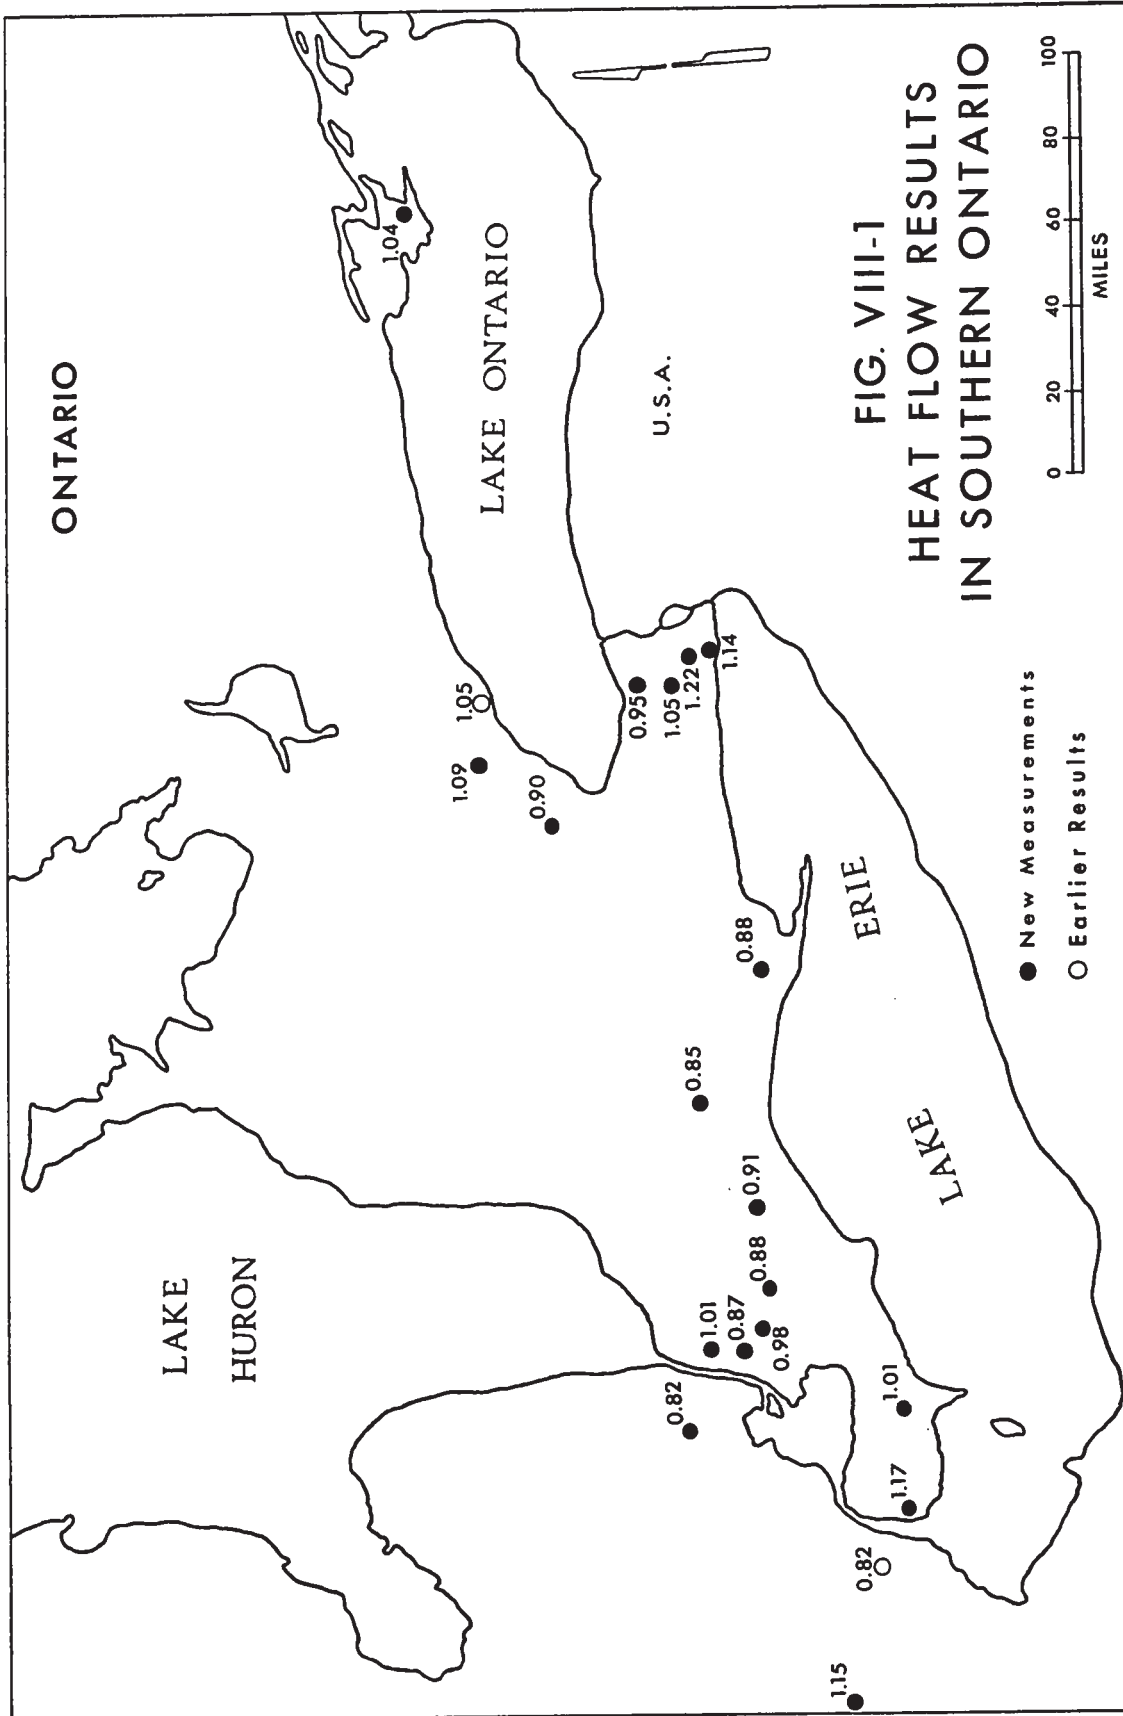 ONTARIO
LAKE
HURON
LAKE ONTARIO
U.S.A.
LAKE ERIE
1.04
1.05
1.09
0.90
0.95
1.05
1.22
1.14
0.88
0.85
0.91
0.88
1.01
0.87
0.98
0.82
1.01
1.17
0.82
1.15
FIG. VIII-1
HEAT FLOW RESULTS
IN SOUTHERN ONTARIO
New Measurements
Earlier Results
0 20 40 60 80 100
MILES